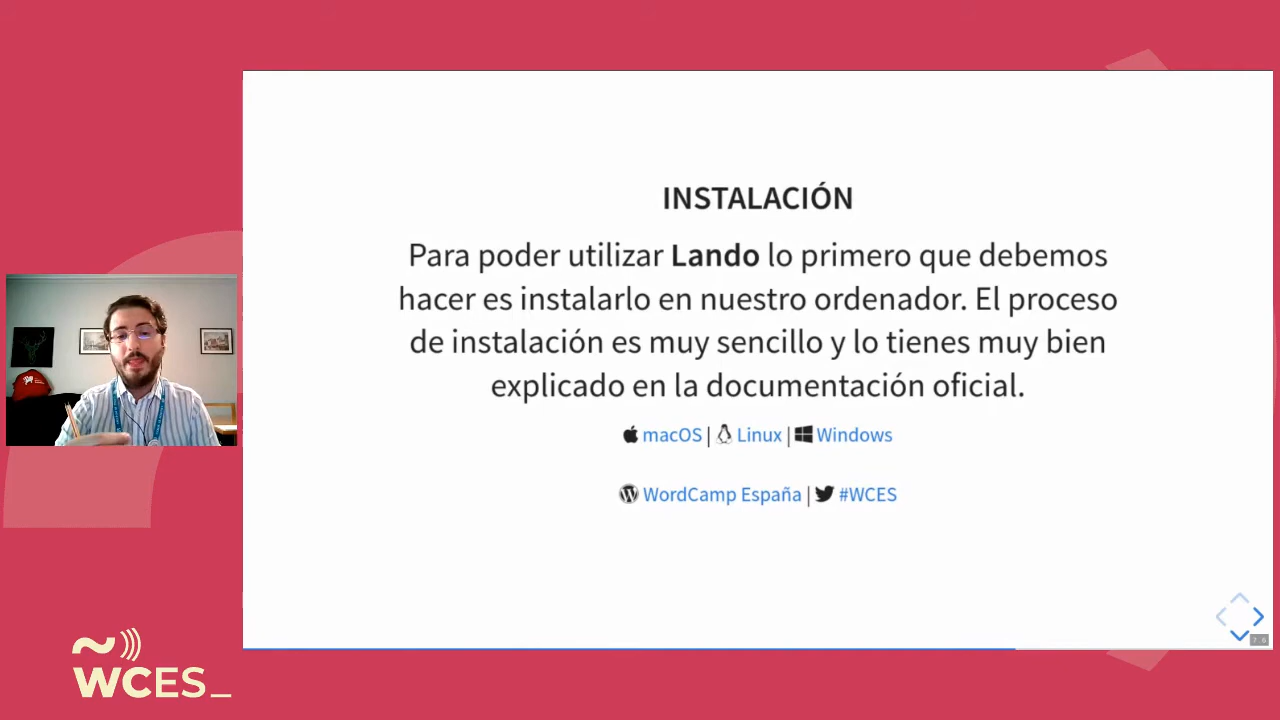 INSTALACIÓN
Para poder utilizar Lando lo primero que debemos
hacer es instalarlo en nuestro ordenador. El proceso
de instalación es muy sencillo y lo tienes muy bien
explicado en la documentación oficial.
macOS | Linux | Windows
WordCamp España | #WCES
WCES_